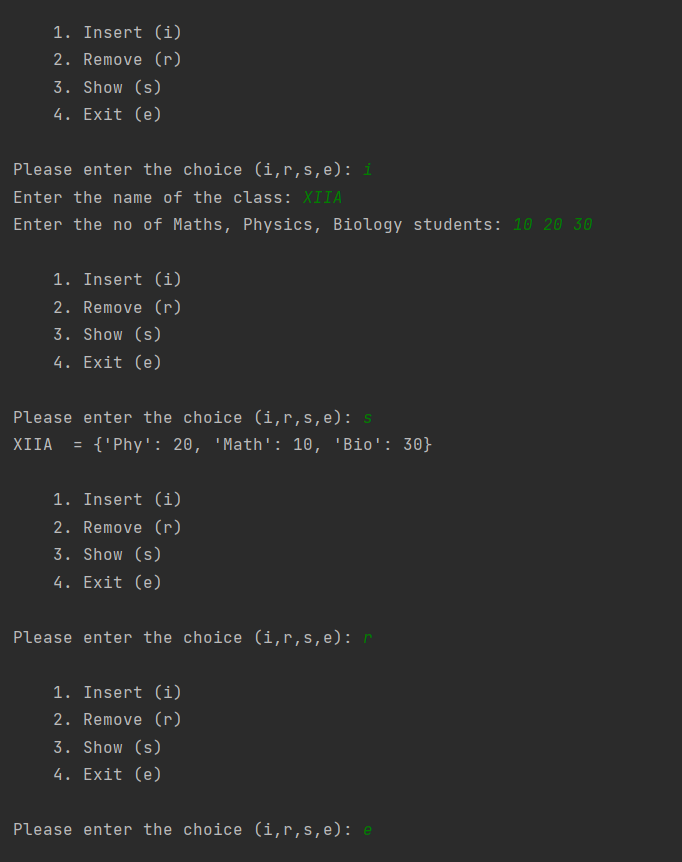 1. Insert (i)
2. Remove (r)
3. Show (s)
4. Exit (e)
Please enter the choice (i,r,s,e): i
Enter the name of the class: XIIA
Enter the no of Maths, Physics, Biology students: 10 20 30
1. Insert (i)
2. Remove (r)
3. Show (s)
4. Exit (e)
Please enter the choice (i,r,s,e): s
XIIA  = {'Phy': 20, 'Math': 10, 'Bio': 30}
1. Insert (i)
2. Remove (r)
3. Show (s)
4. Exit (e)
Please enter the choice (i,r,s,e): r
1. Insert (i)
2. Remove (r)
3. Show (s)
4. Exit (e)
Please enter the choice (i,r,s,e): e